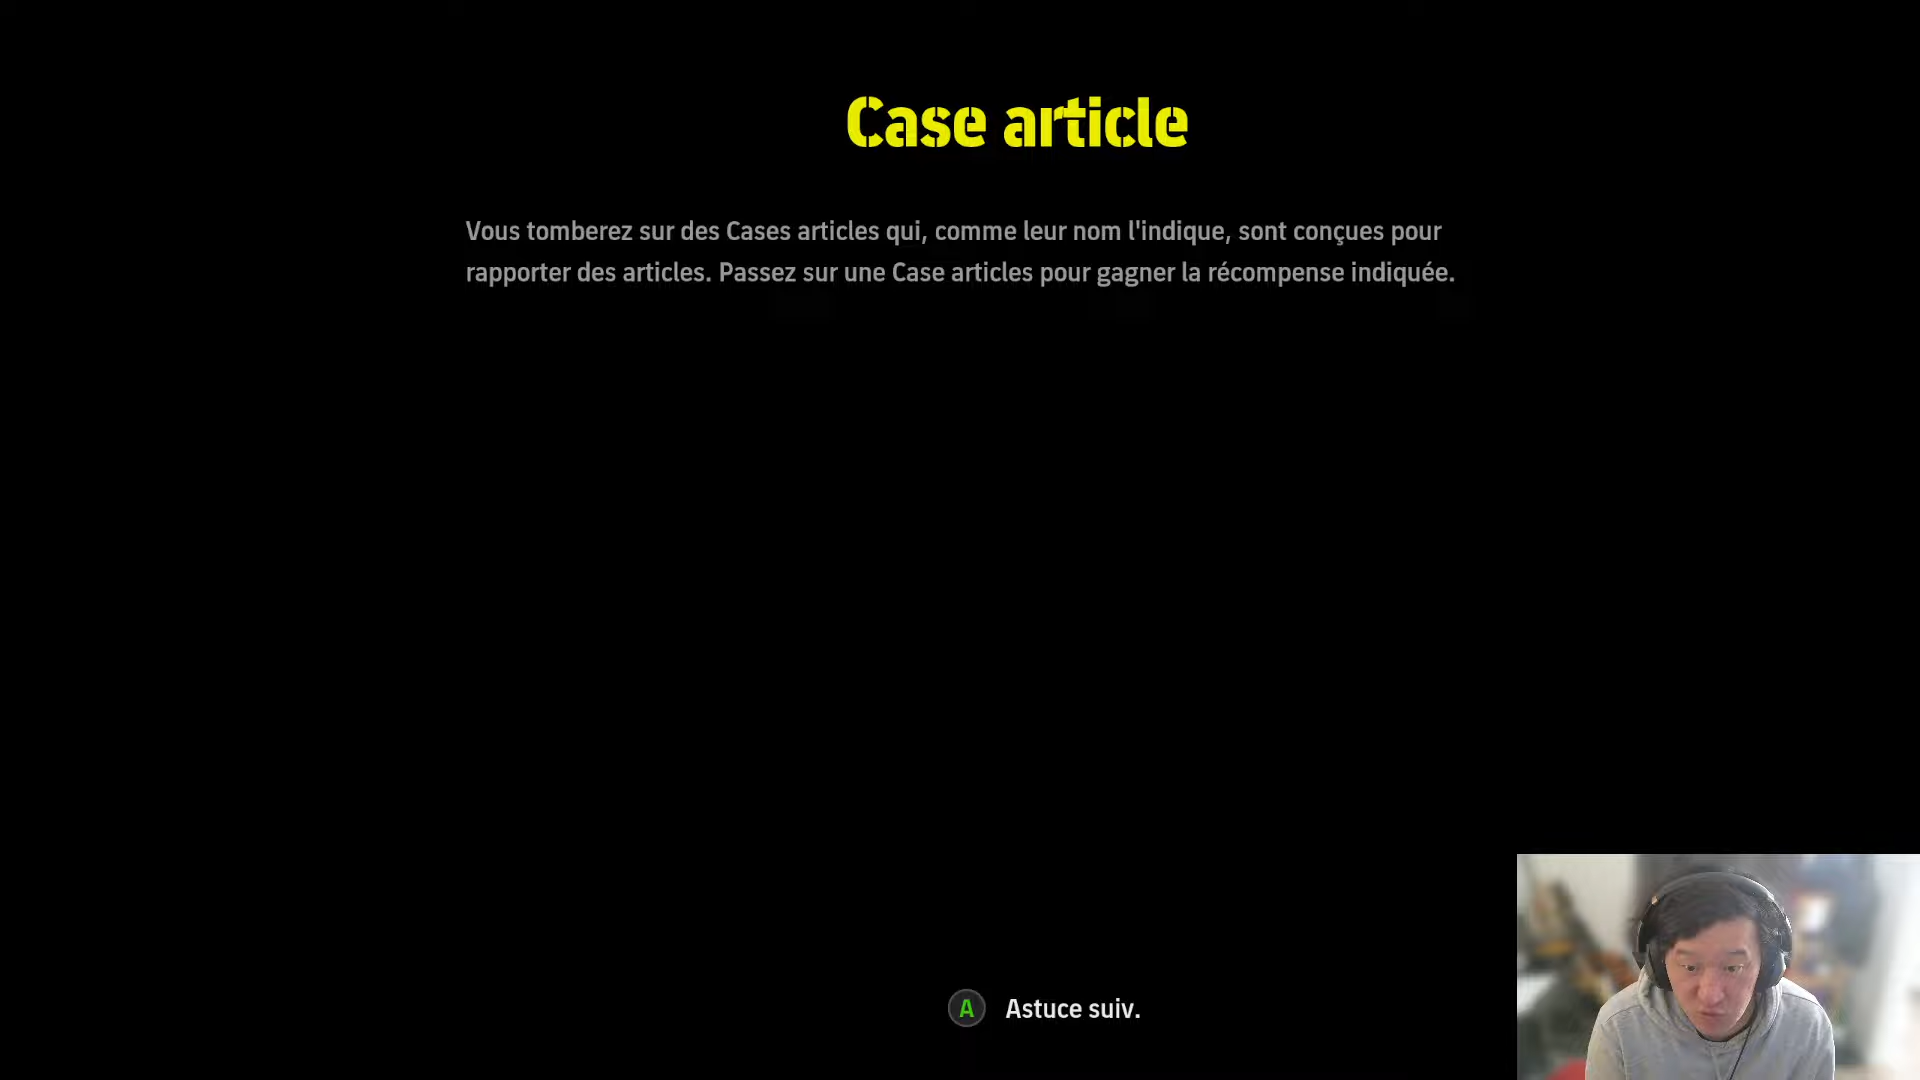 Case article
Vous tomberez sur des Cases articles qui, comme leur nom l'indique, sont conçues pour
rapporter des articles. Passez sur une Case articles pour gagner la récompense indiquée.
A Astuce suiv.